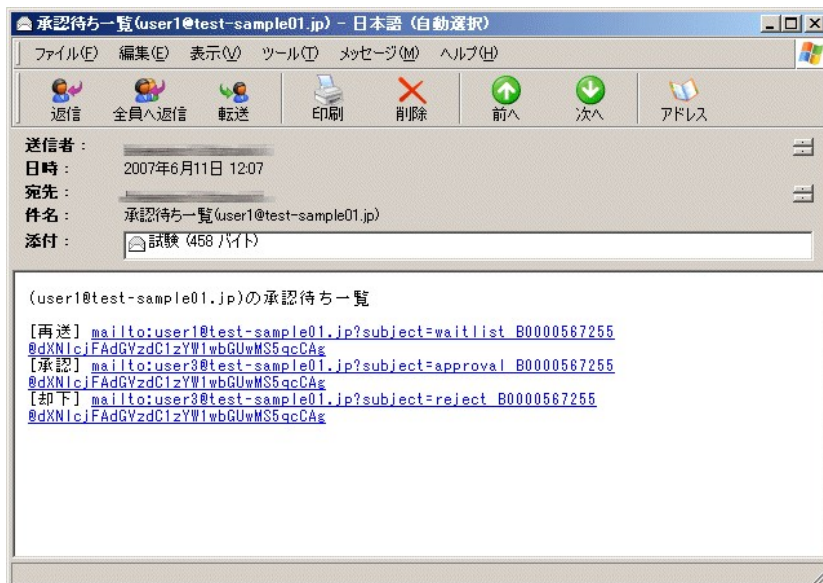 承認待ち一覧(user1@test-sample01.jp) - 日本語 (自動選択)
ファイル(F) 編集(E) 表示(V) ツール(T) メッセージ(M) ヘルプ(H)
返信 全員へ返信 転送 印刷 削除 前へ 次へ アドレス
送信者：
日時： 2007年6月11日 12:07
宛先：
件名： 承認待ち一覧(user1@test-sample01.jp)
添付： 試験 (458 バイト)
(user1@test-sample01.jp)の承認待ち一覧
[再送] mailto:user1@test-sample01.jp?subject=waitlist B0000567255
@dXNlcjFAdGVzdC1zYW1wbGUwMS5qcCAg
[承認] mailto:user3@test-sample01.jp?subject=approval B0000567255
@dXNlcjFAdGVzdC1zYW1wbGUwMS5qcCAg
[却下] mailto:user3@test-sample01.jp?subject=reject B0000567255
@dXNlcjFAdGVzdC1zYW1wbGUwMS5qcCAg